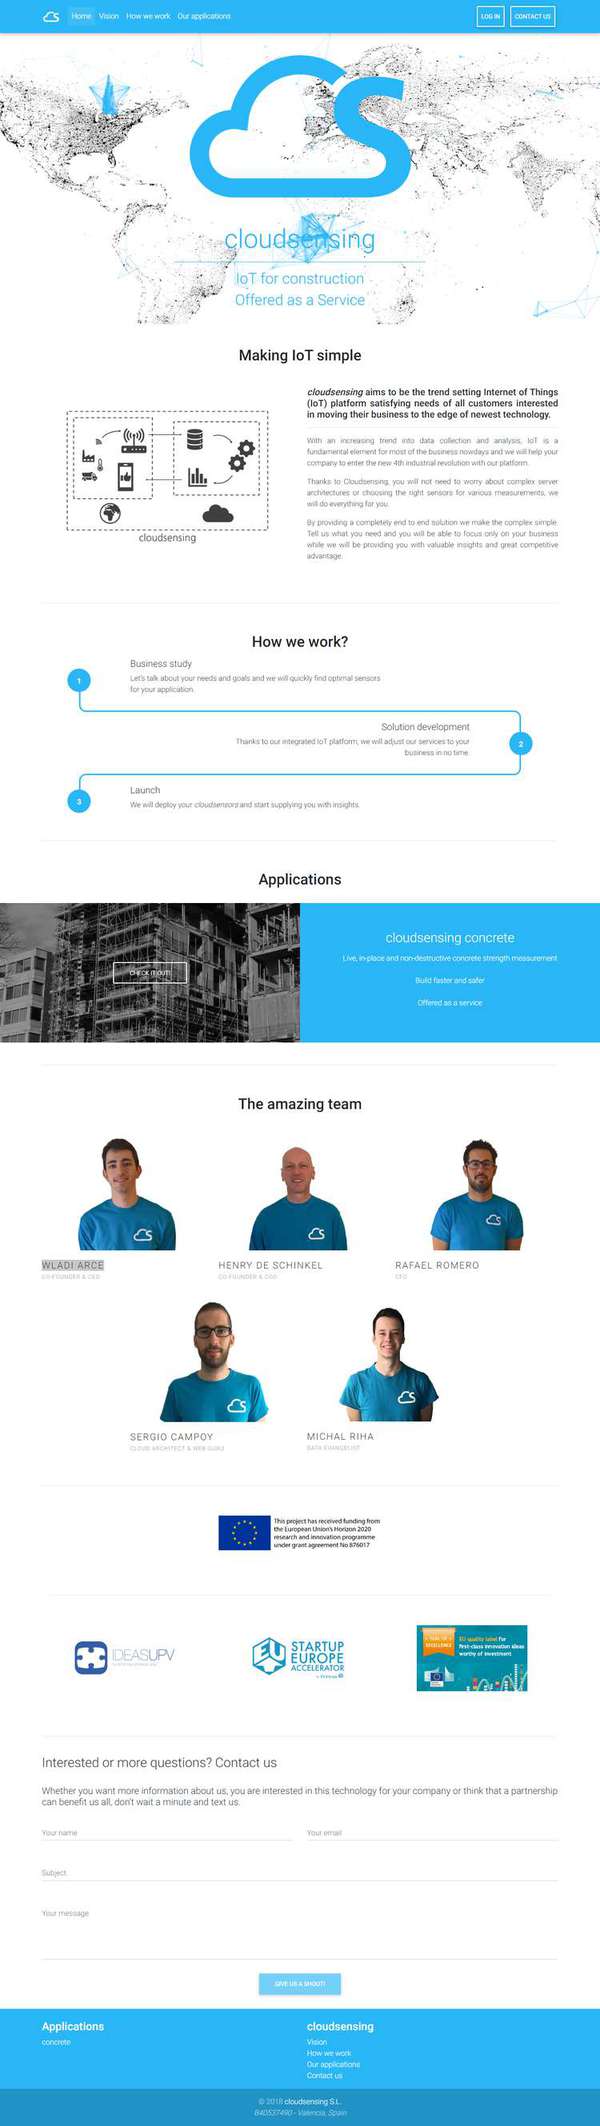 Home Vision How we work Our applications LOG IN CONTACT US
cloudsensing
IoT for construction
Offered as a Service
Making IoT simple
cloudsensing aims to be the trend setting Internet of Things
(IoT) platform satisfying needs of all customers interested
in moving their business to the edge of newest technology.
With an increasing trend into data collection and analysis, IoT is a
fundamental element for most of the business nowdays and we will help your
company to enter the new 4th industrial revolution with our platform.
Thanks to Cloudsensing, you will not need to worry about complex server
architectures or choosing the right sensors for various measurements, we
will do everything for you.
By providing a completely end to end solution we make the complex simple.
Tell us what you need and you will be able to focus only on your business
while we will be providing you with valuable insights and great competitive
advantage.
cloudsensing
How we work?
1
Business study
Let's talk about your needs and goals and we will quickly find optimal sensors
for your application.
Solution development
Thanks to our integrated IoT platform, we will adjust our services to your
business in no time.
2
3
Launch
We will deploy your cloudsensors and start supplying you with insights.
Applications
CHECK IT OUT!
cloudsensing concrete
Live, in-place and non-destructive concrete strength measurement
Build faster and safer
Offered as a service
The amazing team
WLADI ARCE
CO-FOUNDER & CEO
HENRY DE SCHINKEL
CO-FOUNDER & COO
RAFAEL ROMERO
SERGIO CAMPOY
CLOUD ARCHITECT & WEB GURU
MICHAL RIHA
DATA EVANGELIST
This project has received funding from
the European Union's Horizon 2020
research and innovation programme
under grant agreement No 876017
IDEASUPV
EU
STARTUP
EUROPE
ACCELERATOR
SEAL OF
EXCELLENCE
EU quality label for
first-class innovation ideas
worthy of investment
Interested or more questions? Contact us
Whether you want more information about us, you are interested in this technology for your company or think that a partnership
can benefit us all, don't wait a minute and text us.
Your name
Your email
Subject
Your message
GIVE US A SHOOT!
Applications
concrete
cloudsensing
Vision
How we work
Our applications
Contact us
© 2018 cloudsensing S.L.
B40537490 - Valencia, Spain